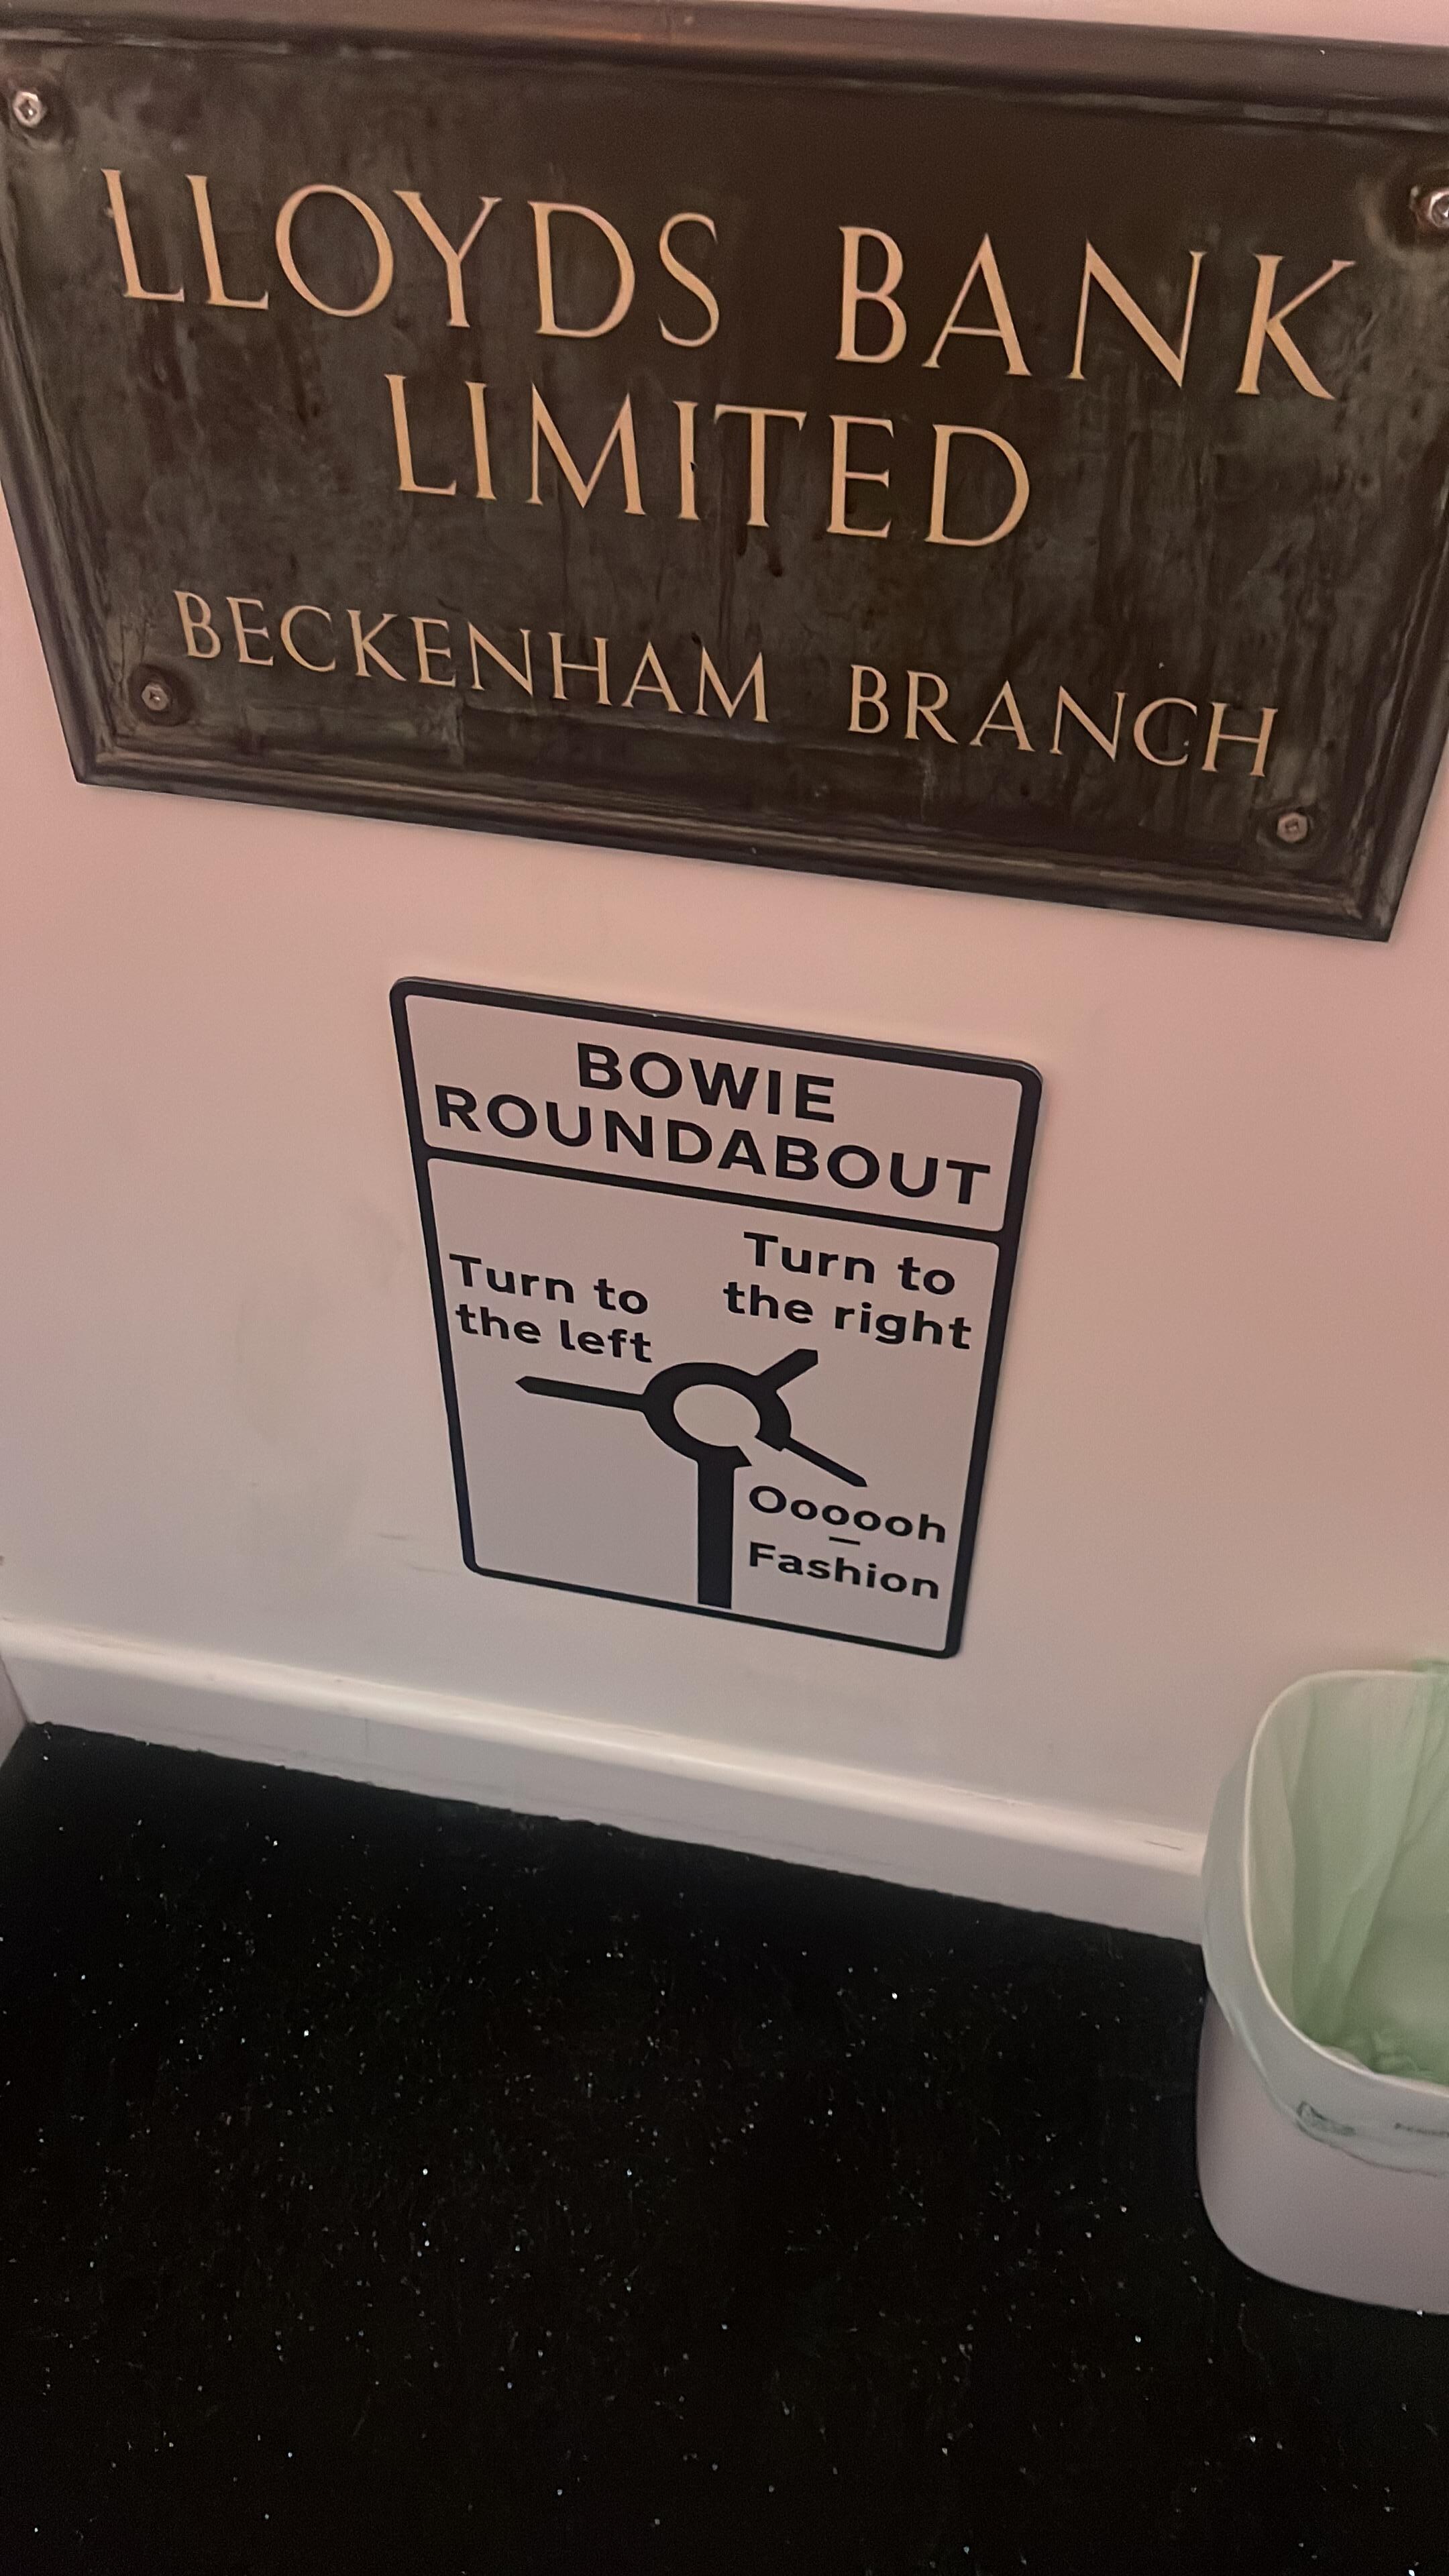 LLOYDS BANK
LIMITED
BECKENHAM BRANCH
BOWIE
ROUNDABOUT
Turn to
the left
Turn to
the right
Oooooh
–
Fashion